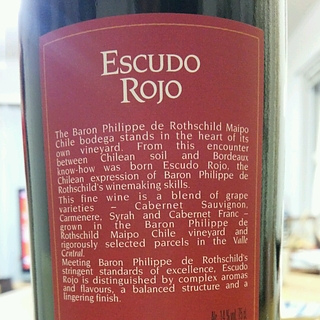 ESCUDO
ROJO
The Baron Philippe de Rothschild Maipo
Chile bodega stands in the heart of its
own vineyard. From this encounter
between Chilean soil and Bordeaux
know-how was born Escudo Rojo, the
Chilean expression of Baron Philippe de
Rothschild's winemaking skills.
This fine wine is a blend of grape
varieties – Cabernet Sauvignon,
Carmenere, Syrah and Cabernet Franc –
grown in the Baron Philippe de
Rothschild Maipo Chile vineyard and
rigorously selected parcels in the Valle
Central.
Meeting Baron Philippe de Rothschild's
stringent standards of excellence, Escudo
Rojo is distinguished by complex aromas
and flavours, a balanced structure and a
lingering finish.